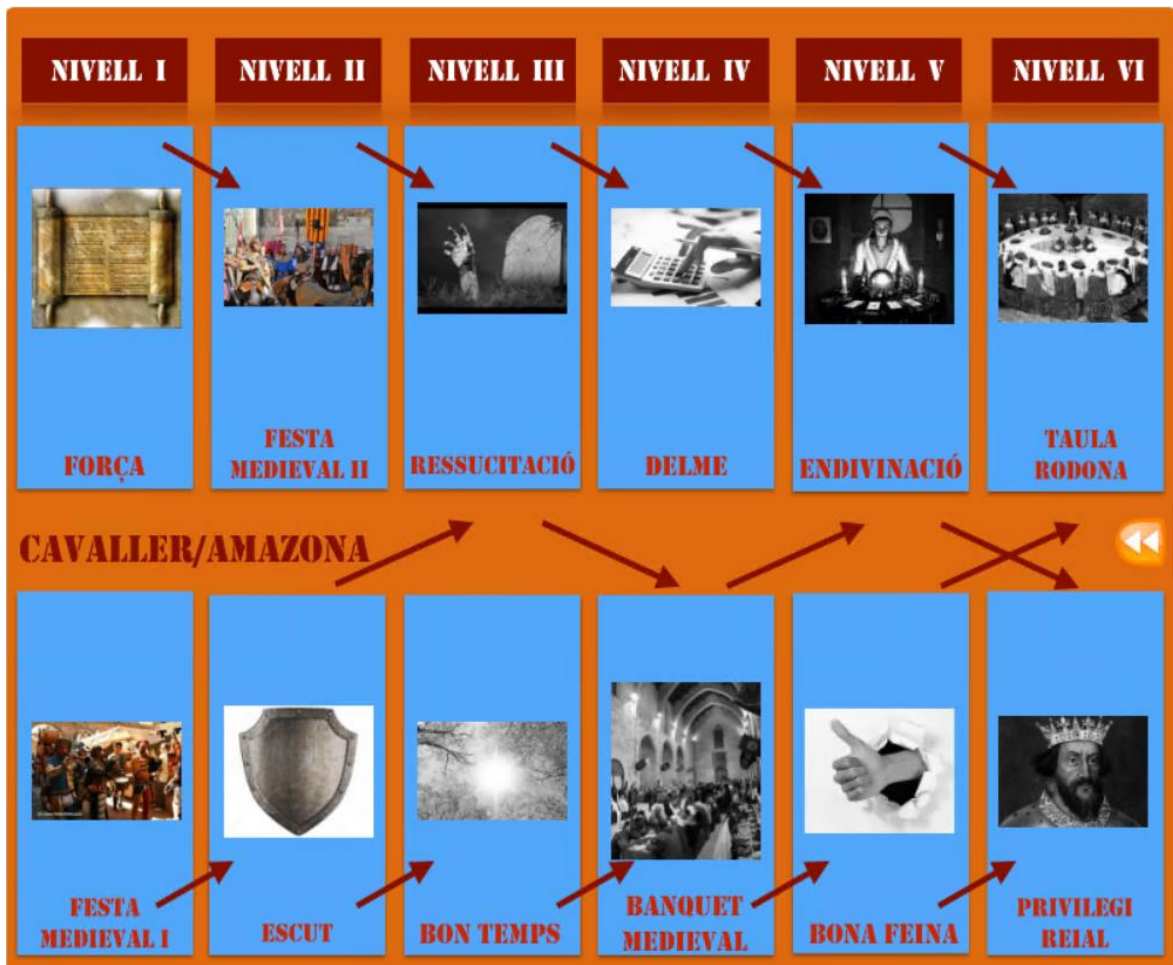 NIVELL I
NIVELL II
NIVELL III
NIVELL IV
NIVELL V
NIVELL VI
FORÇA
FESTA
MEDIEVAL II
RESSUCITACIÓ
DELME
ENDIVINACIÓ
TAULA
RODONA
CAVALLER/AMAZONA
FESTA
MEDIEVAL I
ESCUT
BON TEMPS
BANQUET
MEDIEVAL
BONA FEINA
PRIVILEGI
REIAL